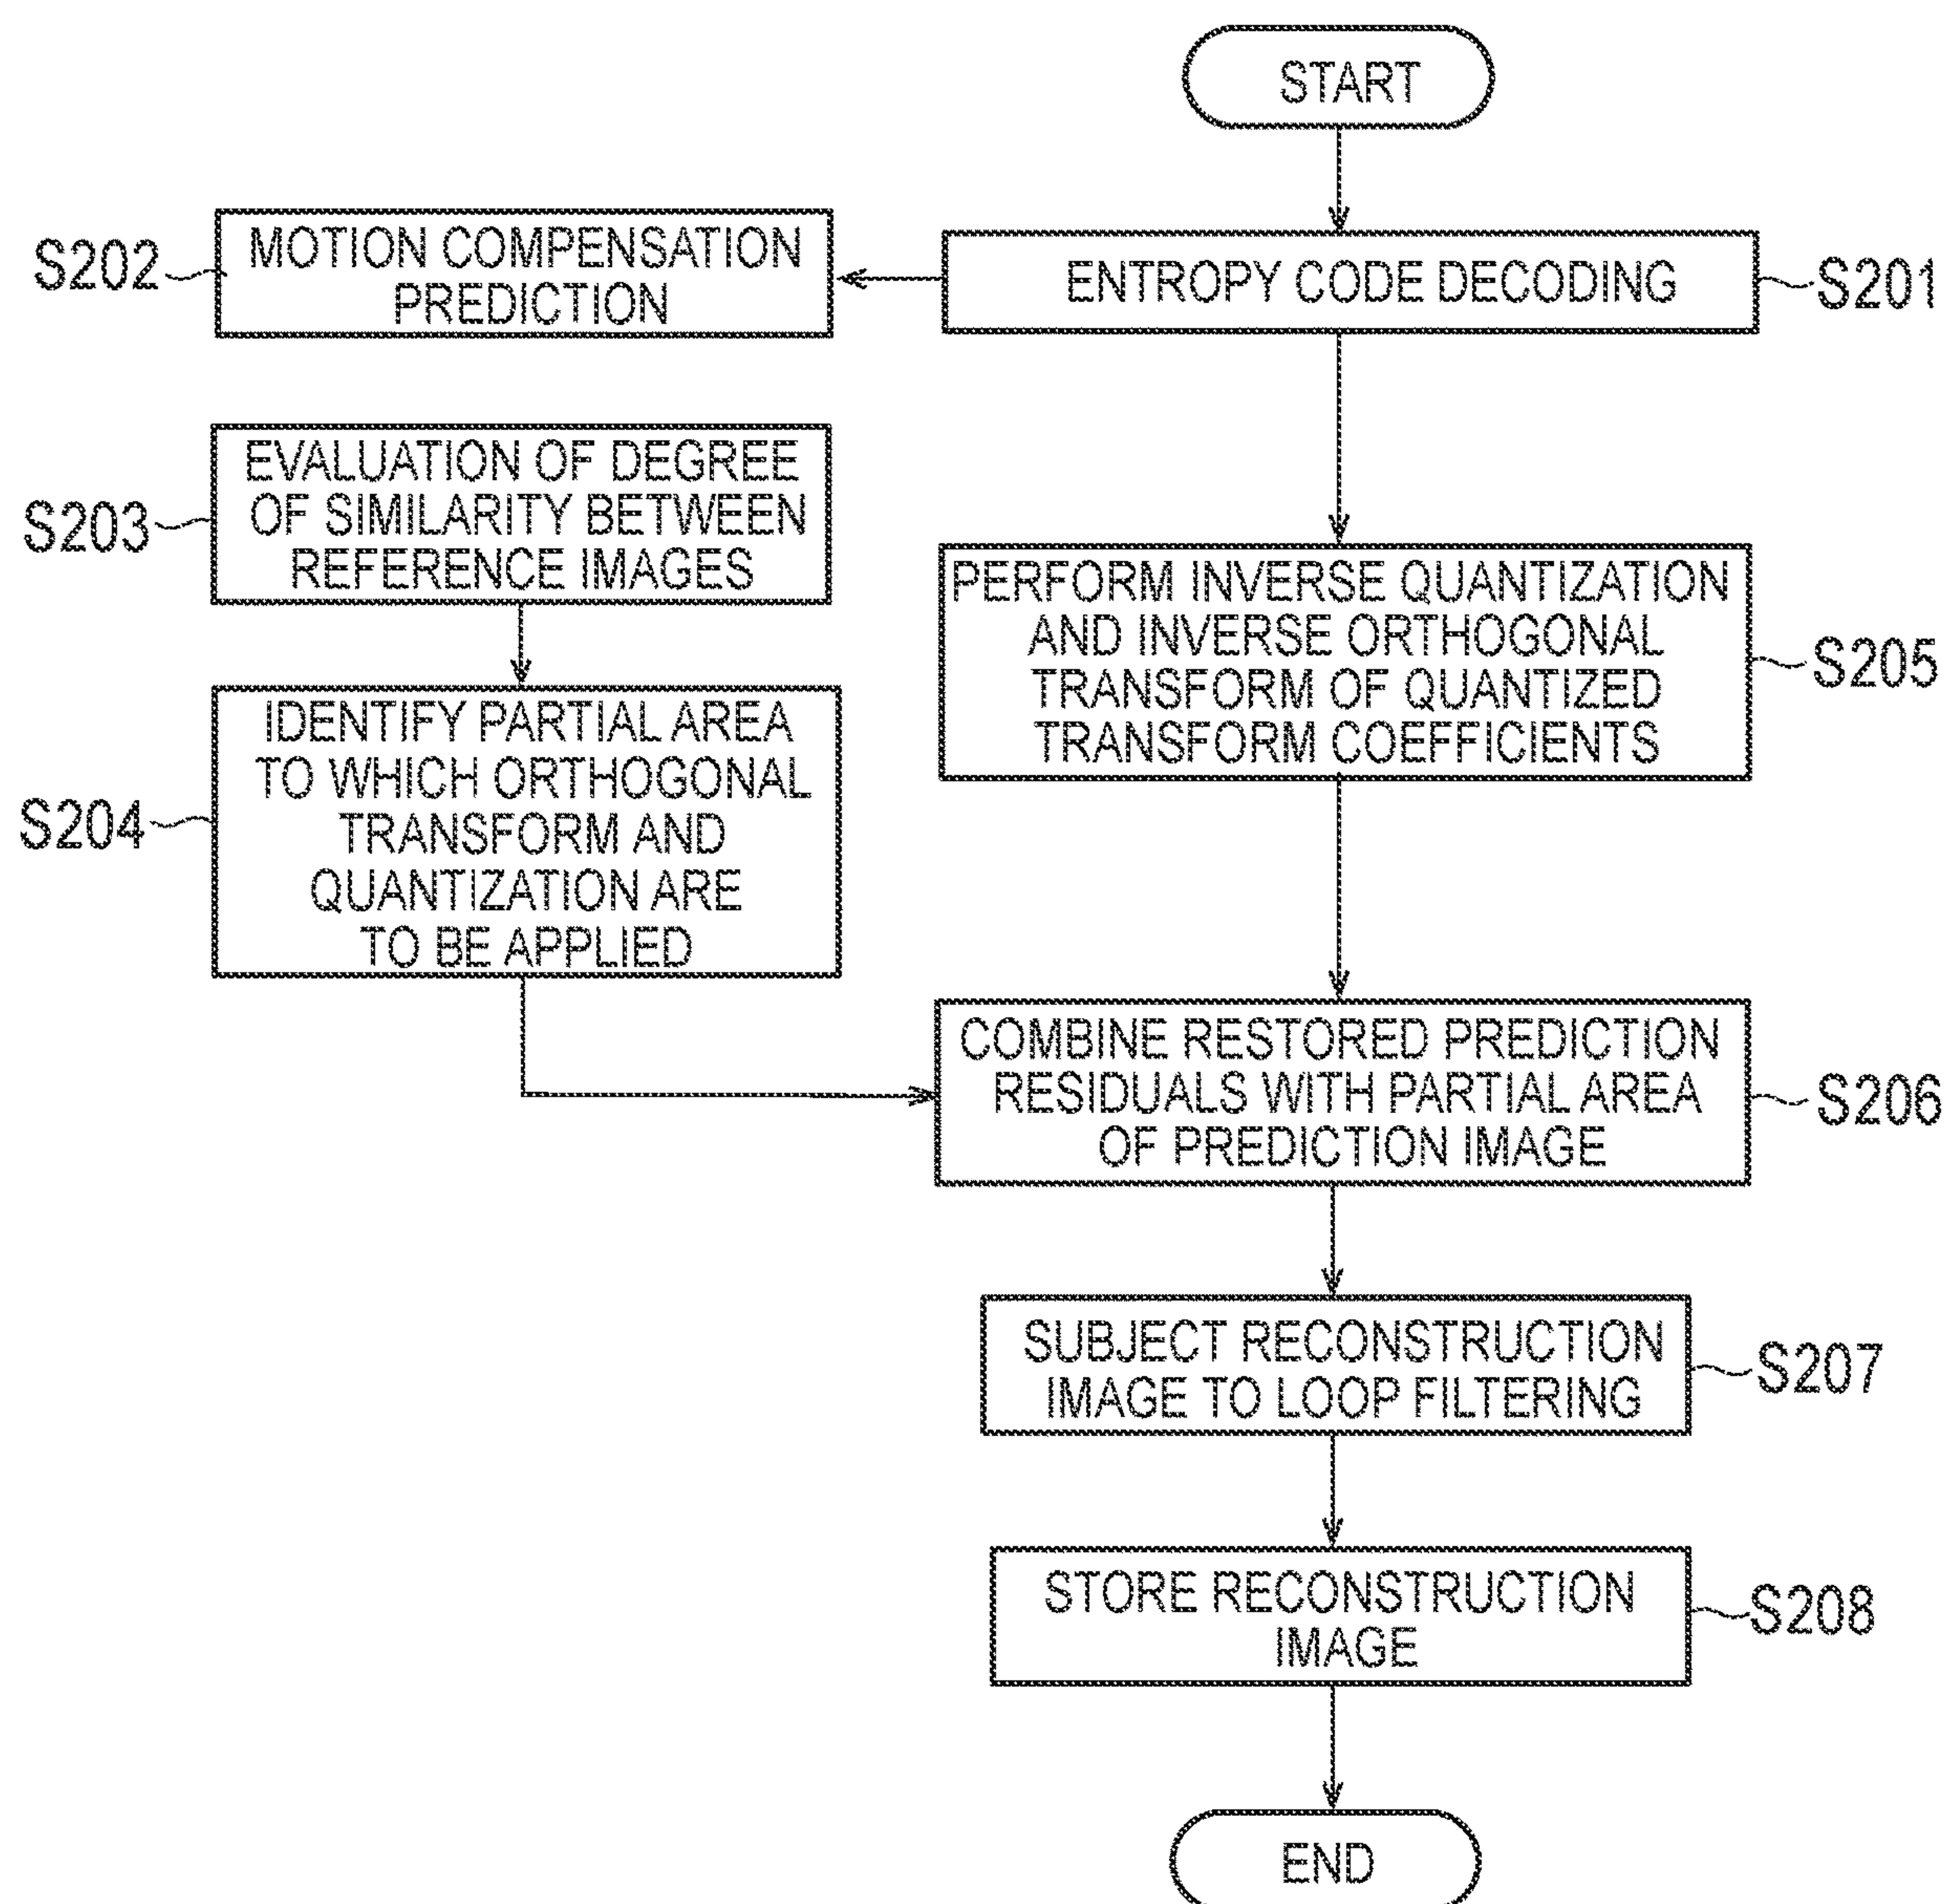 START
S202
MOTION COMPENSATION
PREDICTION
ENTROPY CODE DECODING
S201
S203
EVALUATION OF DEGREE
OF SIMILARITY BETWEEN
REFERENCE IMAGES
PERFORM INVERSE QUANTIZATION
AND INVERSE ORTHOGONAL
TRANSFORM OF QUANTIZED
TRANSFORM COEFFICIENTS
S205
S204
IDENTIFY PARTIAL AREA
TO WHICH ORTHOGONAL
TRANSFORM AND
QUANTIZATION ARE
TO BE APPLIED
COMBINE RESTORED PREDICTION
RESIDUALS WITH PARTIAL AREA
OF PREDICTION IMAGE
S206
SUBJECT RECONSTRUCTION
IMAGE TO LOOP FILTERING
S207
STORE RECONSTRUCTION
IMAGE
S208
END